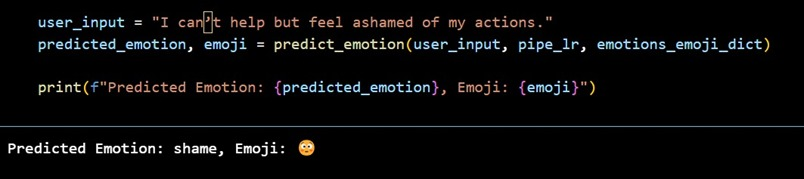 user_input = "I can’t help but feel ashamed of my actions."
predicted_emotion, emoji = predict_emotion(user_input, pipe_lr, emotions_emoji_dict)
print(f"Predicted Emotion: {predicted_emotion}, Emoji: {emoji}")
Predicted Emotion: shame, Emoji: 😳